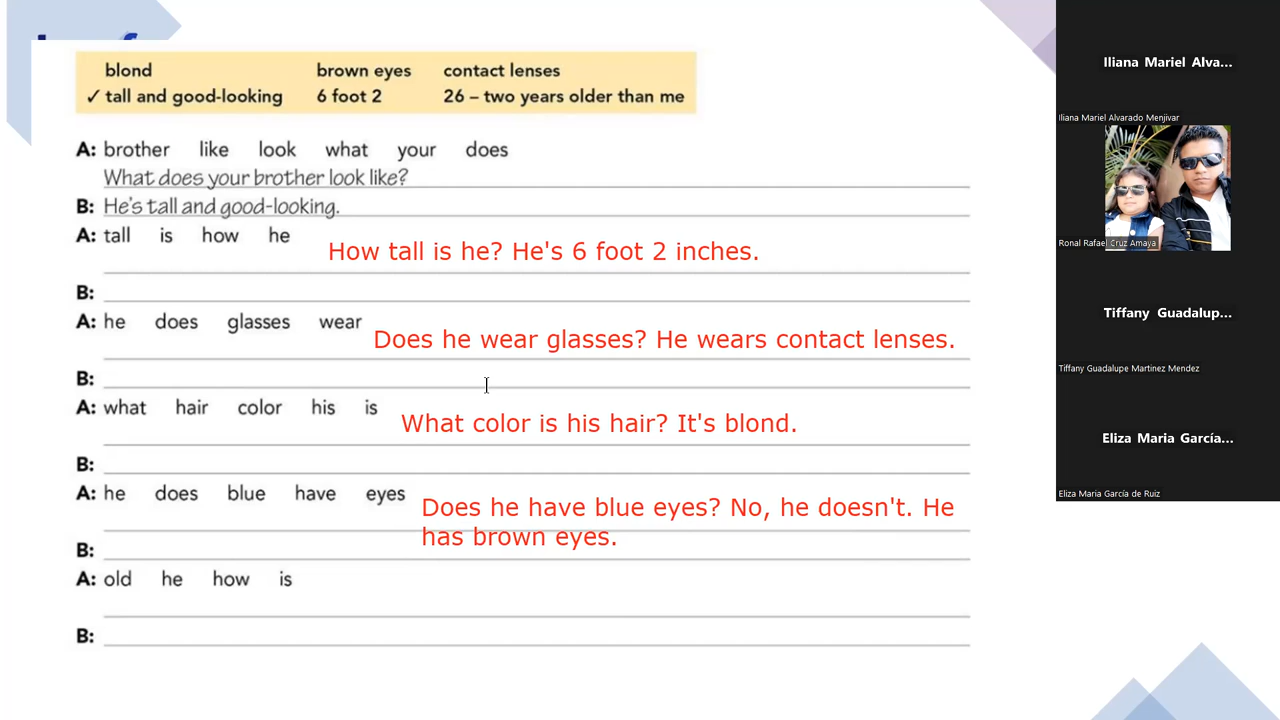 blond brown eyes contact lenses
✓ tall and good-looking 6 foot 2 26 – two years older than me
A: brother like look what your does
What does your brother look like?
B: He's tall and good-looking.
A: tall is how he
How tall is he? He's 6 foot 2 inches.
B:
A: he does glasses wear
Does he wear glasses? He wears contact lenses.
B:
A: what hair color his is
What color is his hair? It's blond.
B:
A: he does blue have eyes
Does he have blue eyes? No, he doesn't. He
has brown eyes.
B:
A: old he how is
B:
Iliana Mariel Alva...
Iliana Mariel Alvarado Menjivar
Ronal Rafael Cruz Amaya
Tiffany Guadalup...
Tiffany Guadalupe Martinez Mendez
Eliza Maria García...
Eliza Maria García de Ruiz